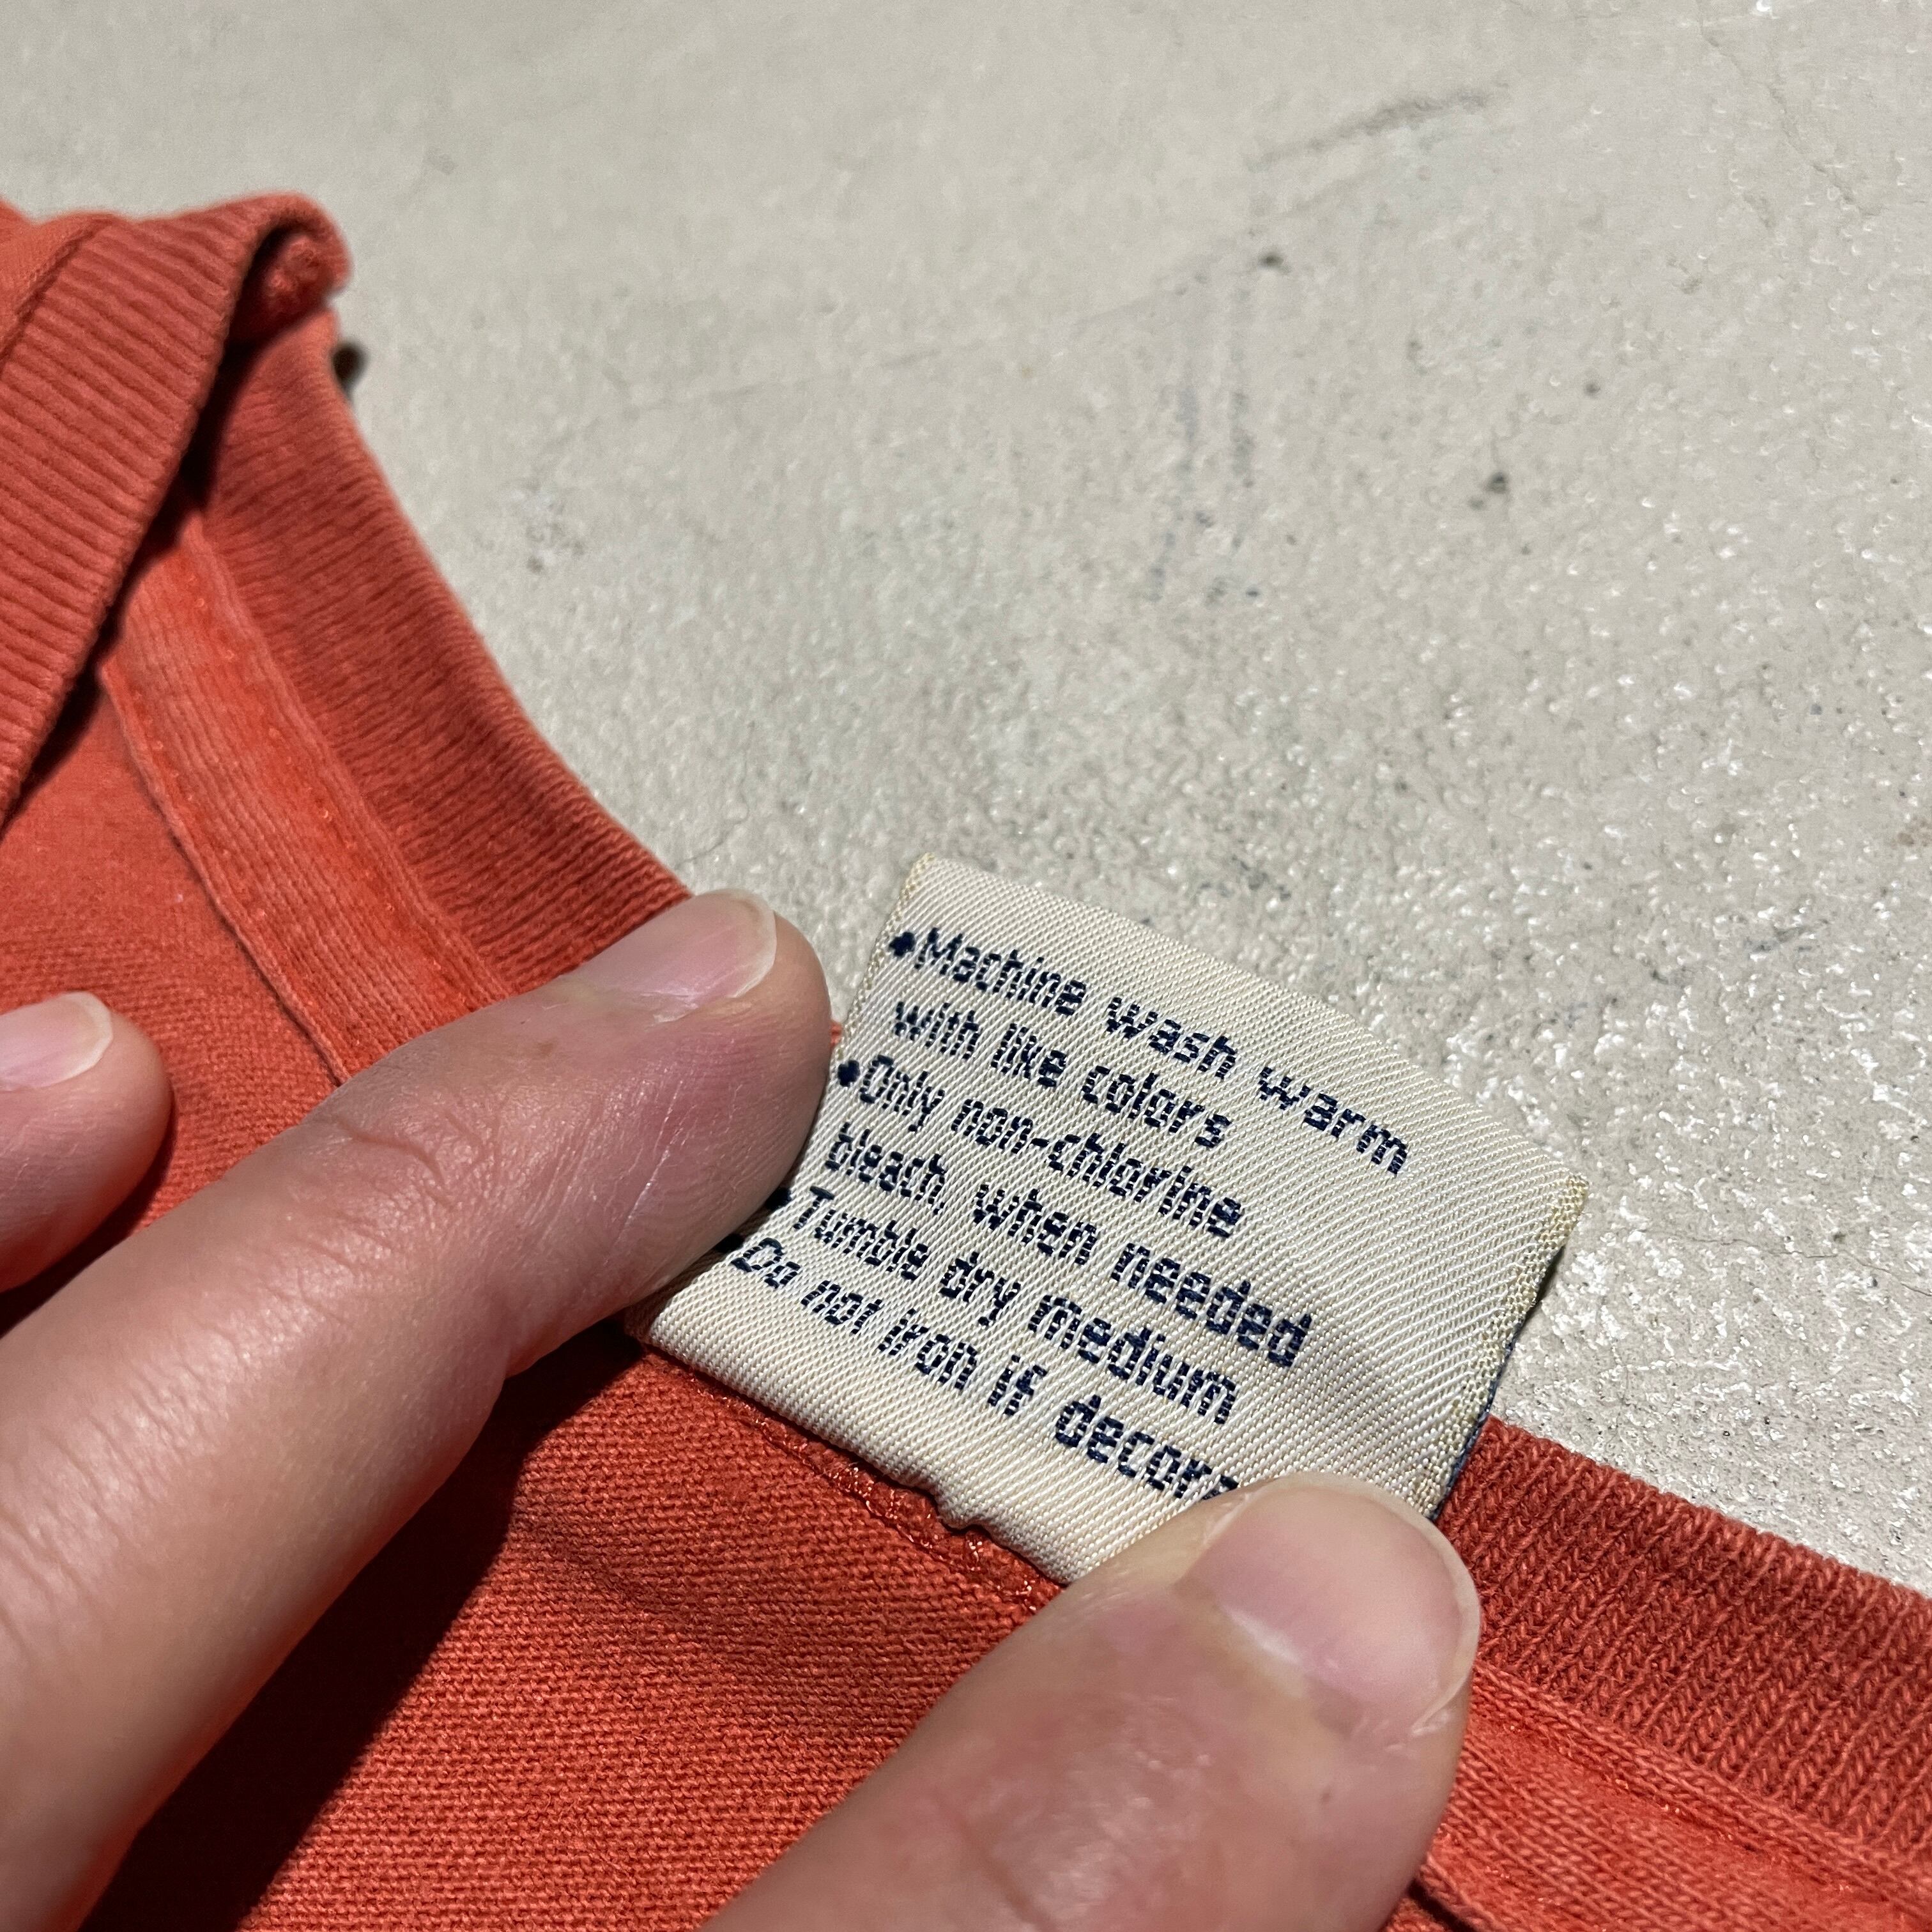 •Machine wash warm
with like colors
•Only non-chlorine
bleach, when needed
•Tumble dry medium
•Do not iron if decora